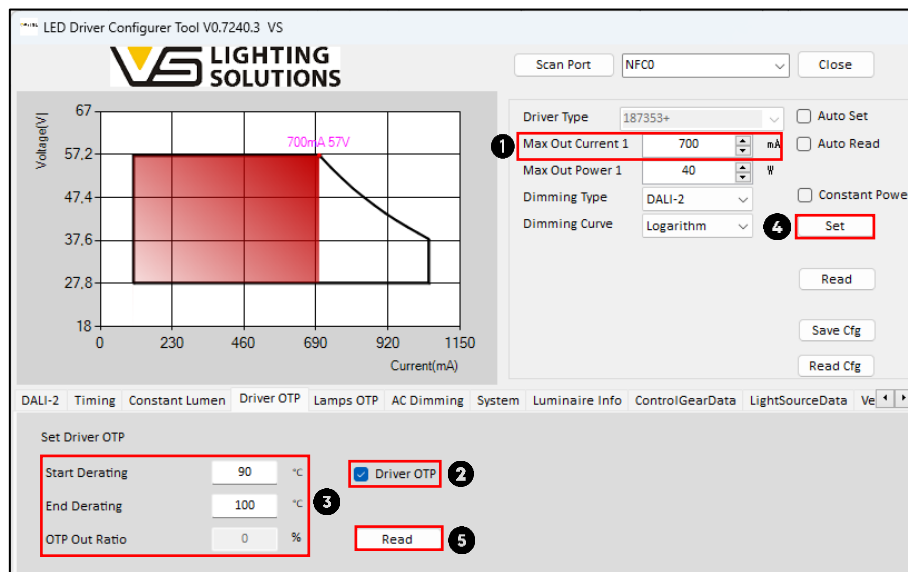 LED Driver Configurer Tool V0.7240.3 VS
VS LIGHTING SOLUTIONS
Scan Port NFC0 Close
Voltage[V]
67
57.2
47.4
37.6
27.8
18
700mA 57V
0 230 460 690 920 1150
Current(mA)
Driver Type 187353+ Auto Set
1 Max Out Current 1 700 mA Auto Read
Max Out Power 1 40 W
Dimming Type DALI-2 Constant Powe
Dimming Curve Logarithm 4 Set
Read
Save Cfg
Read Cfg
DALI-2 Timing Constant Lumen Driver OTP Lamps OTP AC Dimming System Luminaire Info ControlGearData LightSourceData Ve
Set Driver OTP
Start Derating 90 °C Driver OTP 2
End Derating 100 °C 3
OTP Out Ratio 0 % Read 5